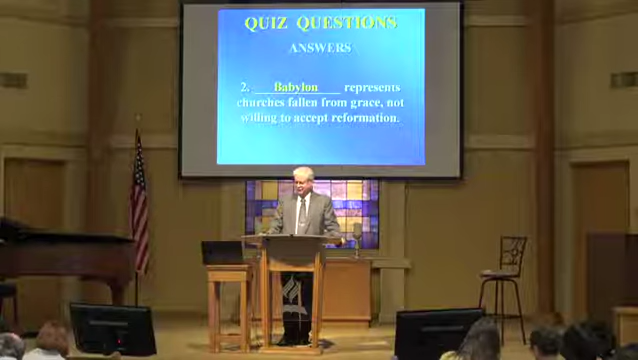 QUIZ QUESTIONS
ANSWERS
2. Babylon represents
churches fallen from grace, not
willing to accept reformation.